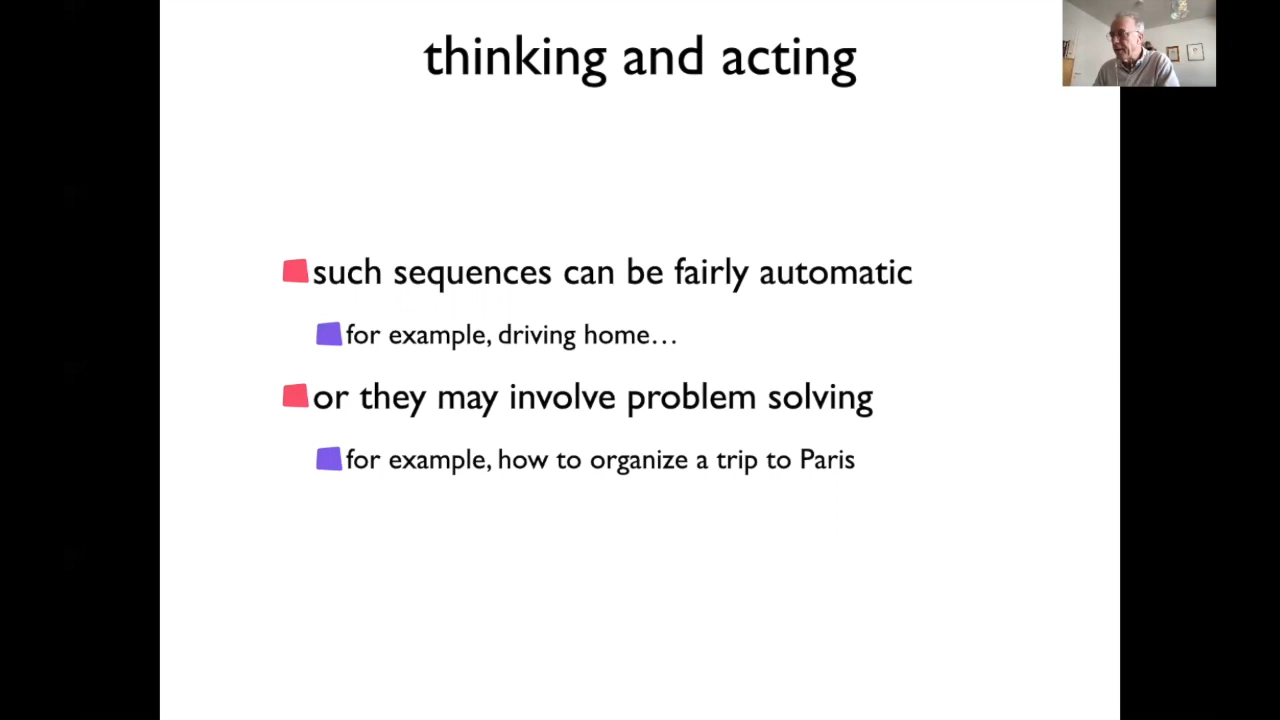 thinking and acting
such sequences can be fairly automatic
for example, driving home…
or they may involve problem solving
for example, how to organize a trip to Paris